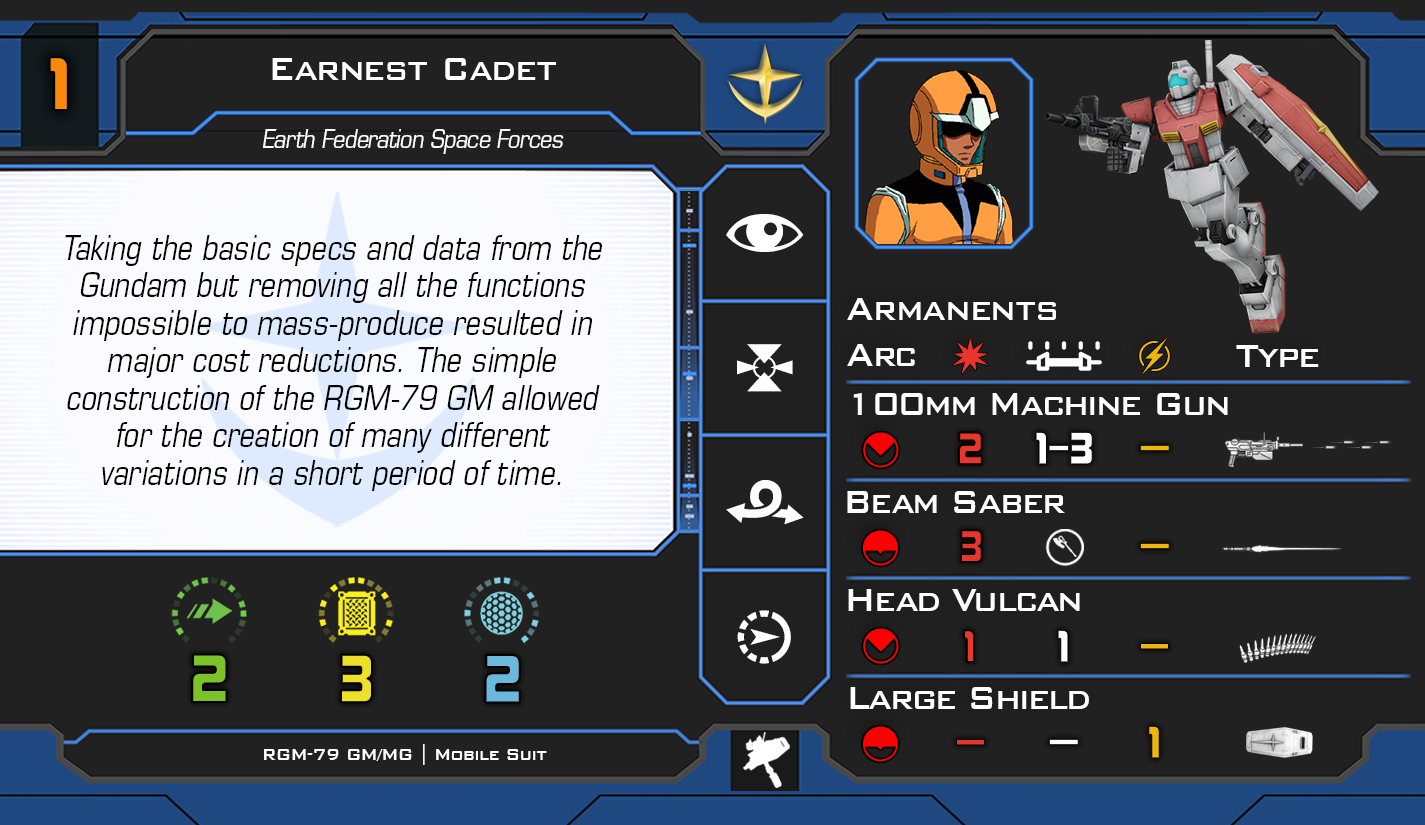 1
Earnest Cadet
Earth Federation Space Forces
Taking the basic specs and data from the
Gundam but removing all the functions
impossible to mass-produce resulted in
major cost reductions. The simple
construction of the RGM-79 GM allowed
for the creation of many different
variations in a short period of time.
2 3 2
RGM-79 GM/MG | Mobile Suit
Armanents
Arc Type
100mm Machine Gun
2 1-3 –
Beam Saber
3 –
Head Vulcan
1 1 –
Large Shield
– – 1